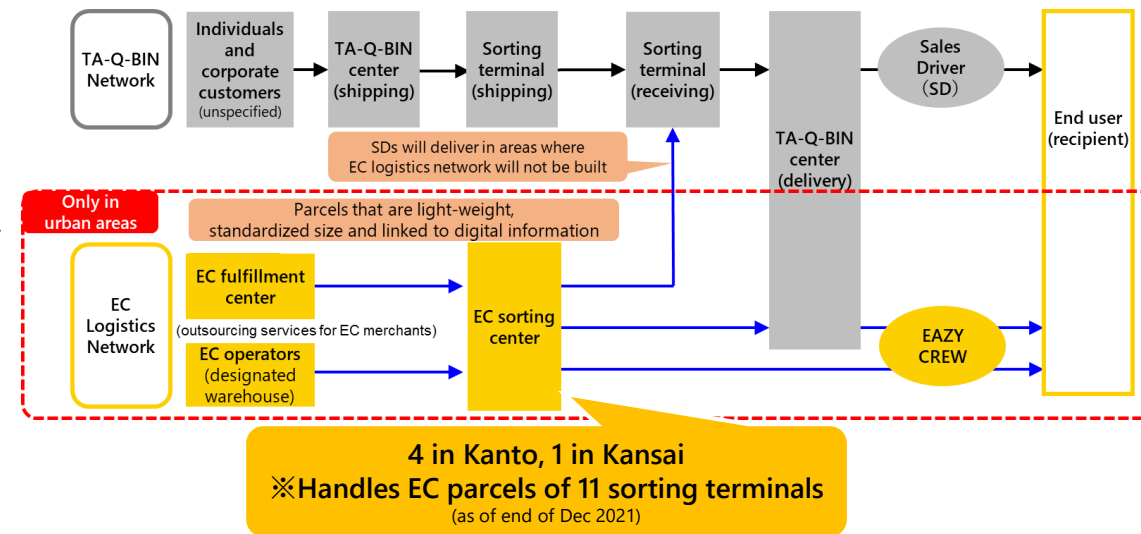 TA-Q-BIN
Network
Individuals
and
corporate
customers
(unspecified)
TA-Q-BIN
center
(shipping)
Sorting
terminal
(shipping)
Sorting
terminal
(receiving)
Sales
Driver
（SD）
End user
(recipient)
SDs will deliver in areas where
EC logistics network will not be built
TA-Q-BIN
center
(delivery)
Only in
urban areas
Parcels that are light-weight,
standardized size and linked to digital information
EC
Logistics
Network
EC fulfillment
center
(outsourcing services for EC merchants)
EC operators
(designated
warehouse)
EC sorting
center
EAZY
CREW
4 in Kanto, 1 in Kansai
※Handles EC parcels of 11 sorting terminals
(as of end of Dec 2021)